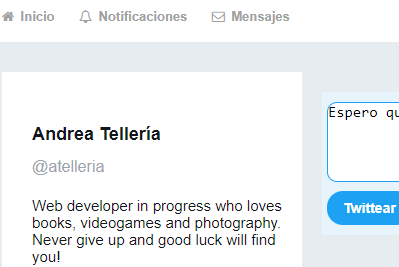 Inicio Notificaciones Mensajes
Andrea Tellería
@atelleria
Web developer in progress who loves
books, videogames and photography.
Never give up and good luck will find
you!
Espero qu
Twittear